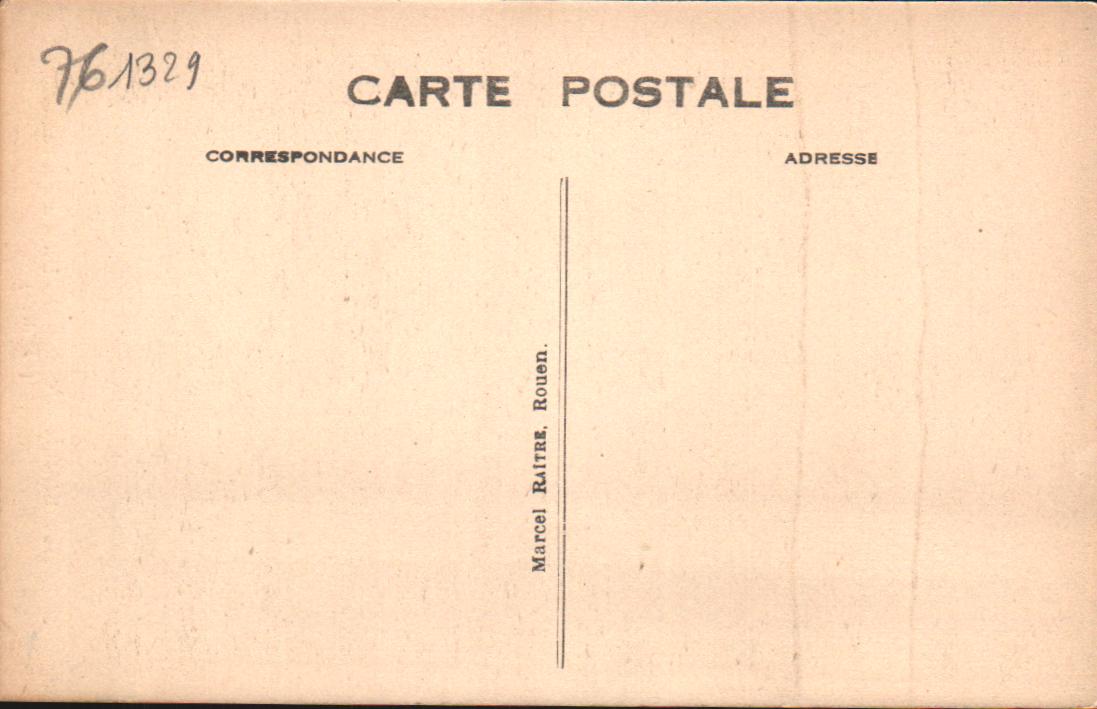 761329
CARTE POSTALE
CORRESPONDANCE
ADRESSE
Marcel RAITRE, Rouen.